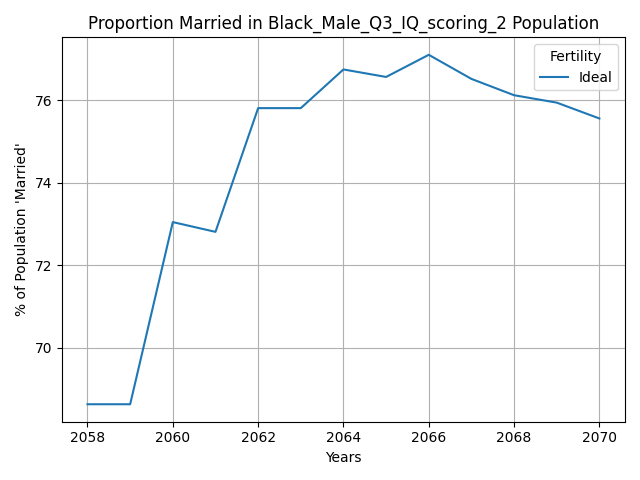 Proportion Married in Black_Male_Q3_IQ_scoring_2 Population
Fertility
Ideal
% of Population 'Married'
76
74
72
70
2058
2060
2062
2064
2066
2068
2070
Years